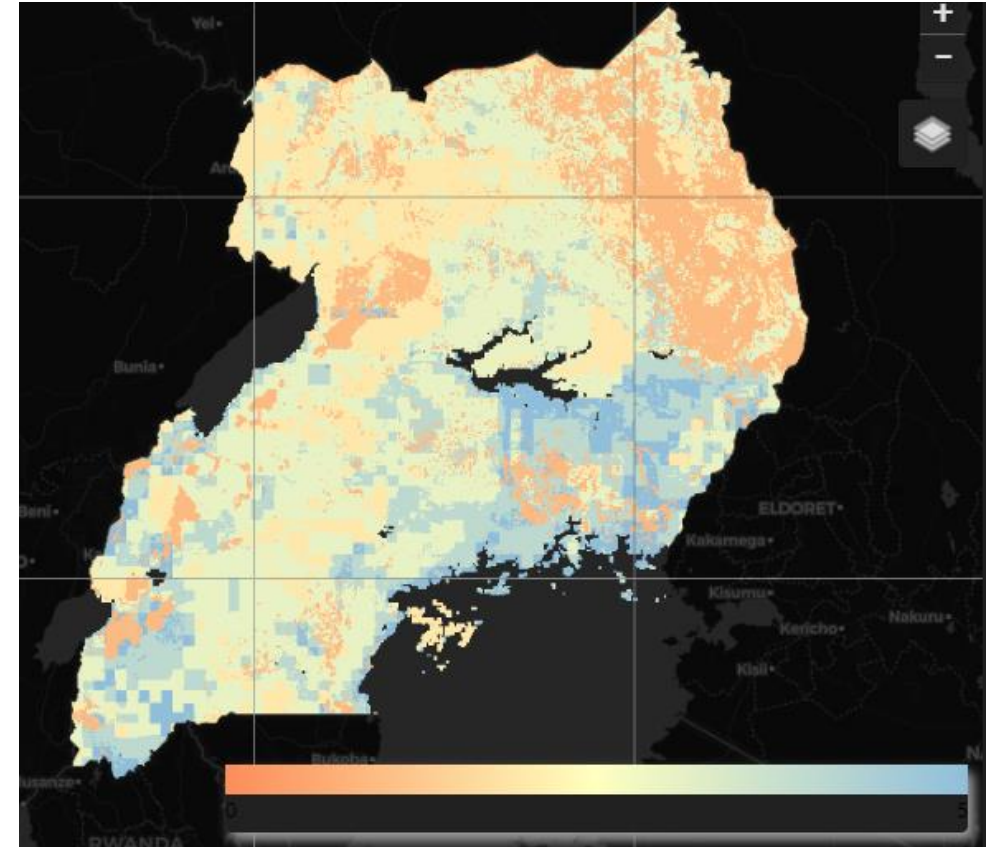 Yei
+
−
Bunia
Beni
ELDORET
Kakamega
Kisumu
Kericho
Nakuru
Kisii
Bukoba
0
5
RWANDA